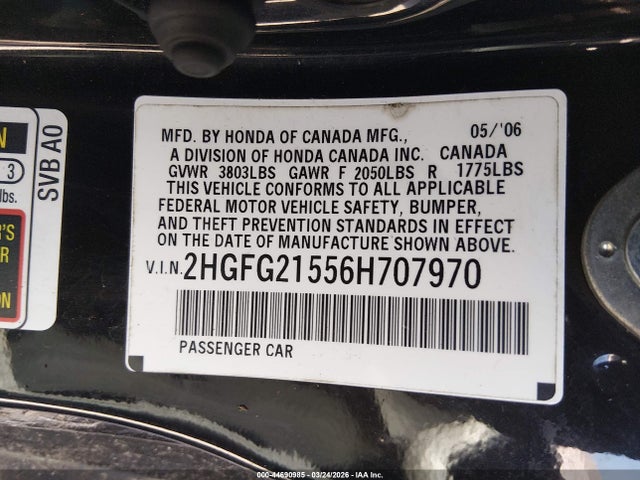 MFD. BY HONDA OF CANADA MFG., 05/'06
A DIVISION OF HONDA CANADA INC. CANADA
GVWR 3803LBS GAWR F 2050LBS R 1775LBS
THIS VEHICLE CONFORMS TO ALL APPLICABLE
FEDERAL MOTOR VEHICLE SAFETY, BUMPER,
AND THEFT PREVENTION STANDARDS IN EFFECT
ON THE DATE OF MANUFACTURE SHOWN ABOVE.
V.I.N. 2HGFG21556H707970
PASSENGER CAR
SVB A0
3
lbs.
000-44690985 - 03/24/2026 - IAA Inc.